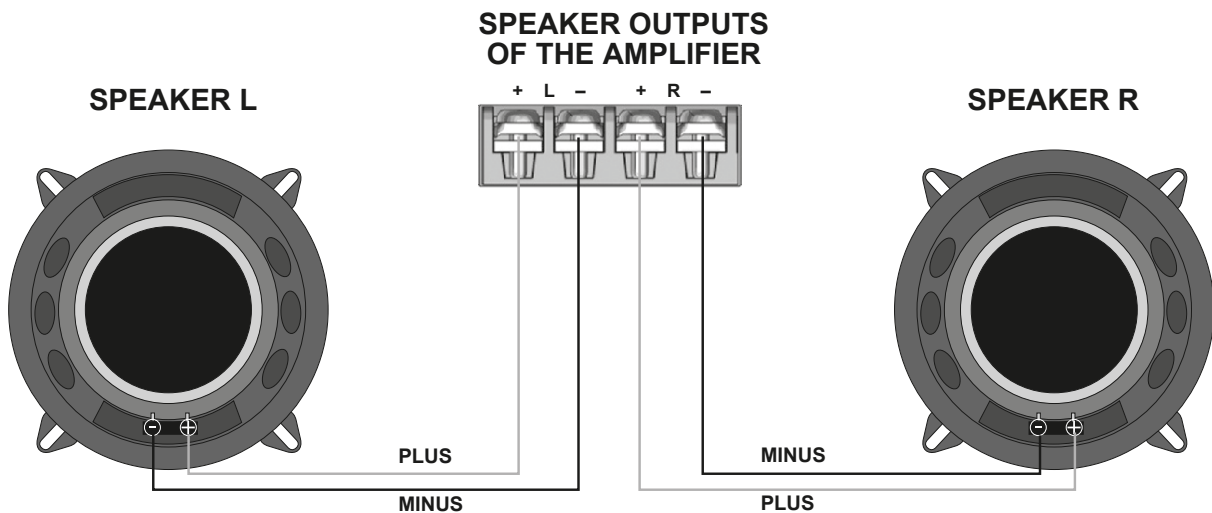 SPEAKER OUTPUTS
OF THE AMPLIFIER
SPEAKER L
+ L – + R –
SPEAKER R
- +
- +
PLUS
MINUS
MINUS
PLUS